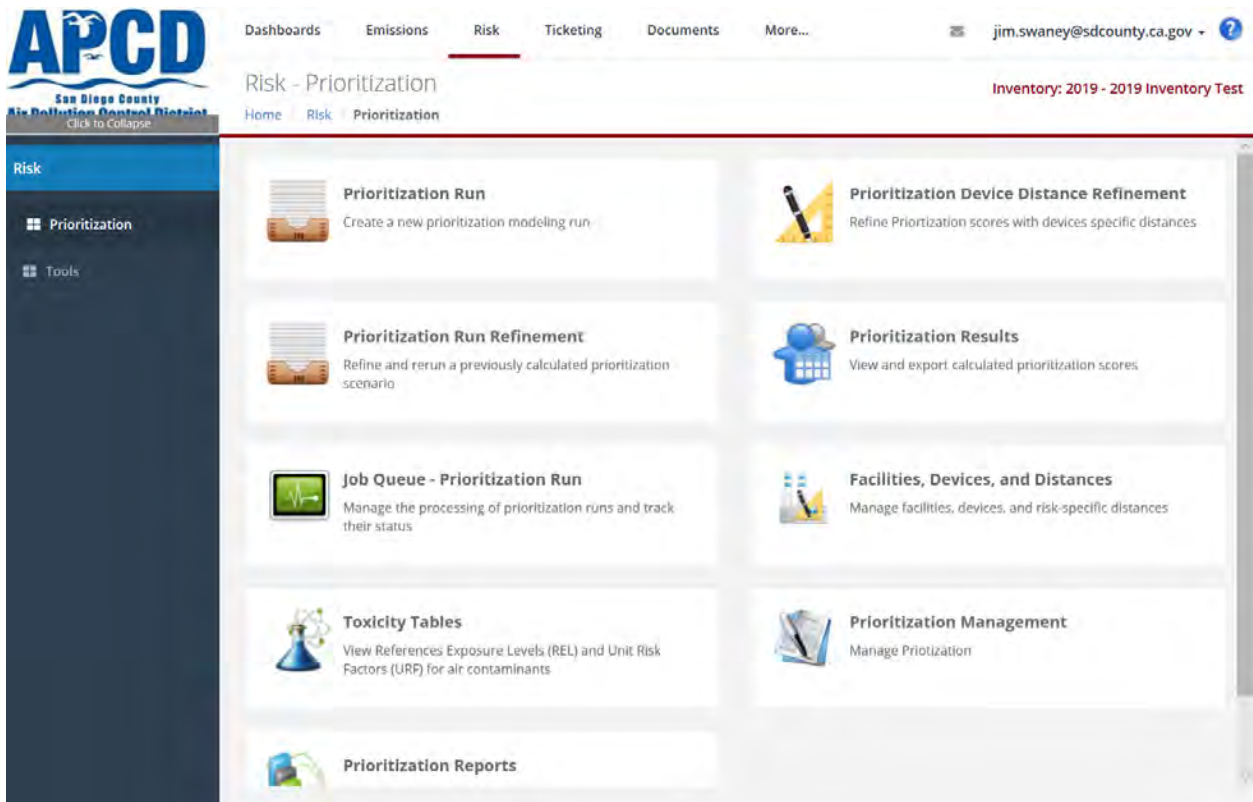 APCD
San Diego County
Air Pollution Control District
Click to Collapse
Dashboards Emissions Risk Ticketing Documents More...
jim.swaney@sdcounty.ca.gov
?
Risk - Prioritization
Inventory: 2019 - 2019 Inventory Test
Home Risk Prioritization
Risk
Prioritization
Tools
Prioritization Run
Create a new prioritization modeling run
Prioritization Device Distance Refinement
Refine Priortization scores with devices specific distances
Prioritization Run Refinement
Refine and rerun a previously calculated prioritization
scenario
Prioritization Results
View and export calculated prioritization scores
Job Queue - Prioritization Run
Manage the processing of prioritization runs and track
their status
Facilities, Devices, and Distances
Manage facilities, devices, and risk-specific distances
Toxicity Tables
View References Exposure Levels (REL) and Unit Risk
Factors (URF) for air contaminants
Prioritization Management
Manage Priotization
Prioritization Reports